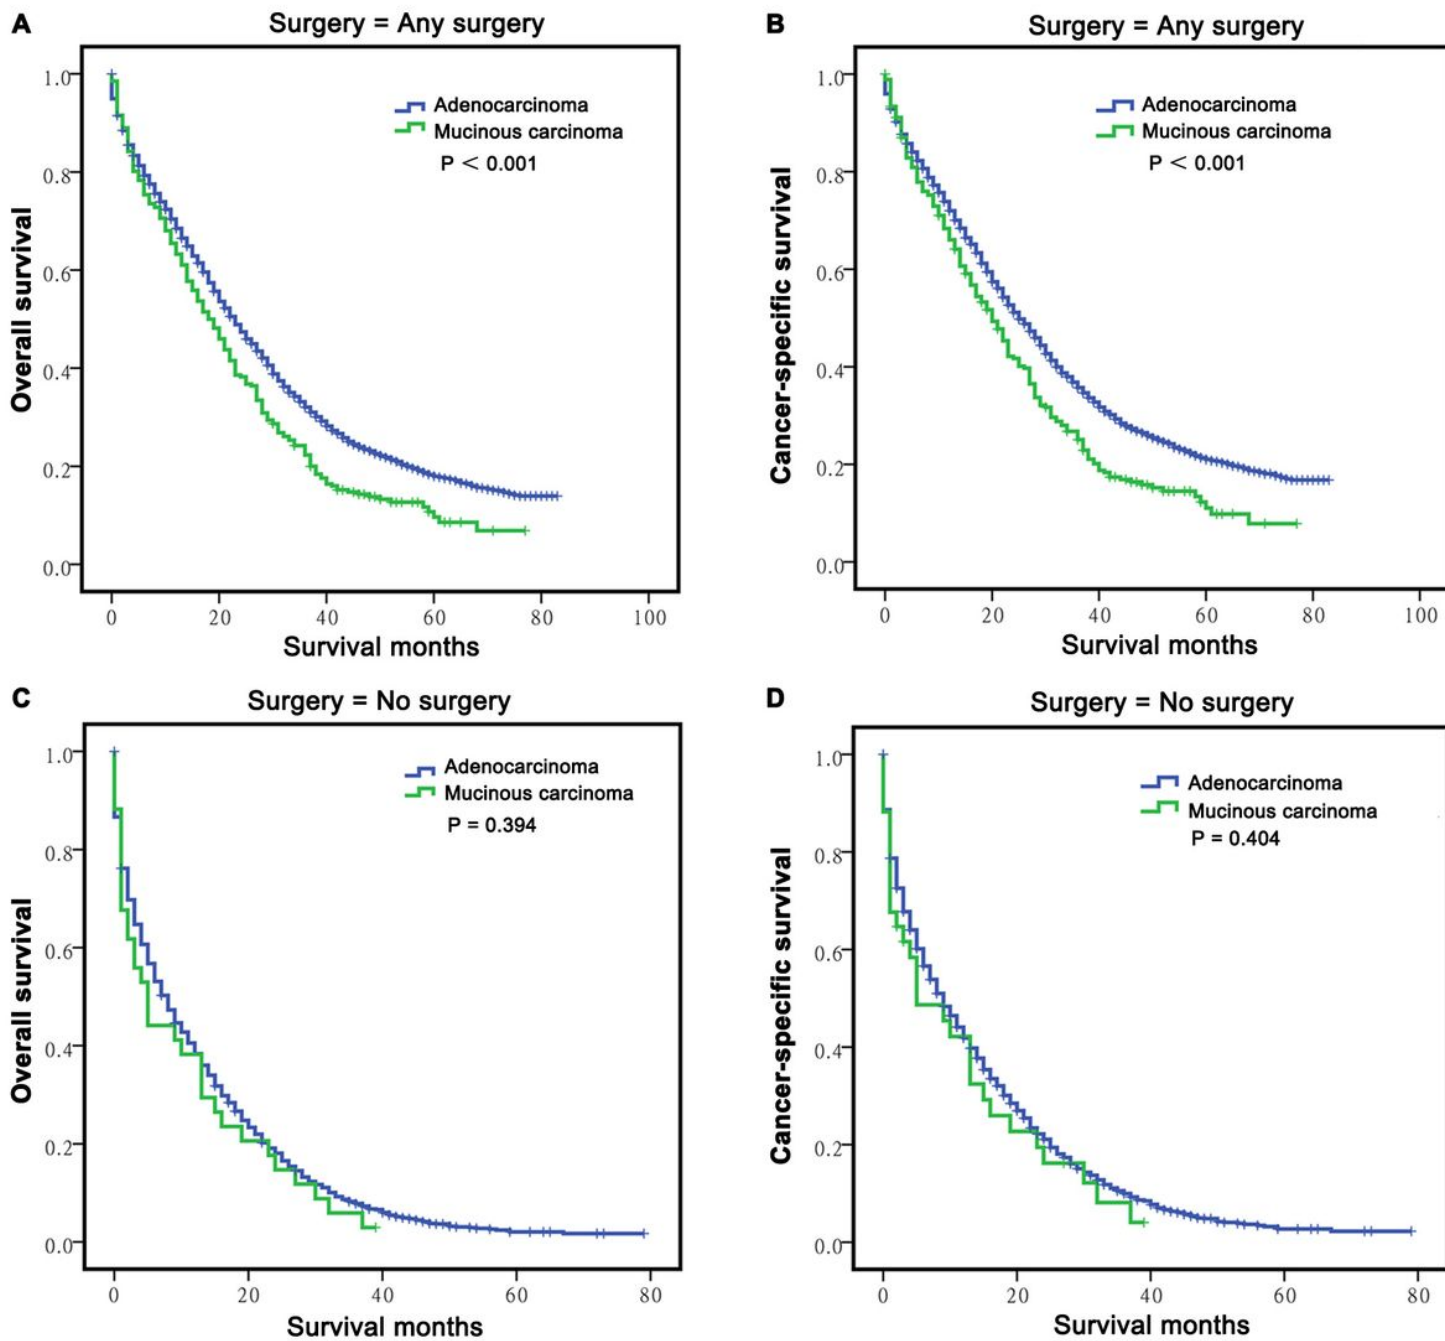 A
Surgery = Any surgery
Adenocarcinoma
Mucinous carcinoma
P < 0.001
Overall survival
1.0
0.8
0.6
0.4
0.2
0.0
0 20 40 60 80 100
Survival months
B
Surgery = Any surgery
Adenocarcinoma
Mucinous carcinoma
P < 0.001
Cancer-specific survival
1.0
0.8
0.6
0.4
0.2
0.0
0 20 40 60 80 100
Survival months
C
Surgery = No surgery
Adenocarcinoma
Mucinous carcinoma
P = 0.394
Overall survival
1.0
0.8
0.6
0.4
0.2
0.0
0 20 40 60 80
Survival months
D
Surgery = No surgery
Adenocarcinoma
Mucinous carcinoma
P = 0.404
Cancer-specific survival
1.0
0.8
0.6
0.4
0.2
0.0
0 20 40 60 80
Survival months